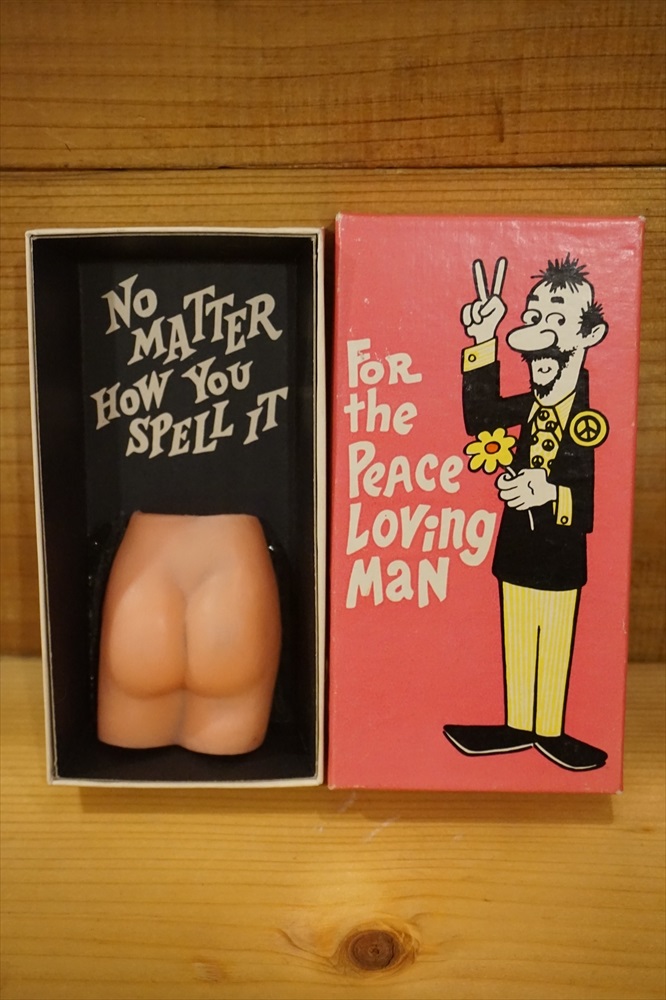 No
MATTER
HOW YOU
SPELL IT
FOR
the
PEACE
LOVING
MAN